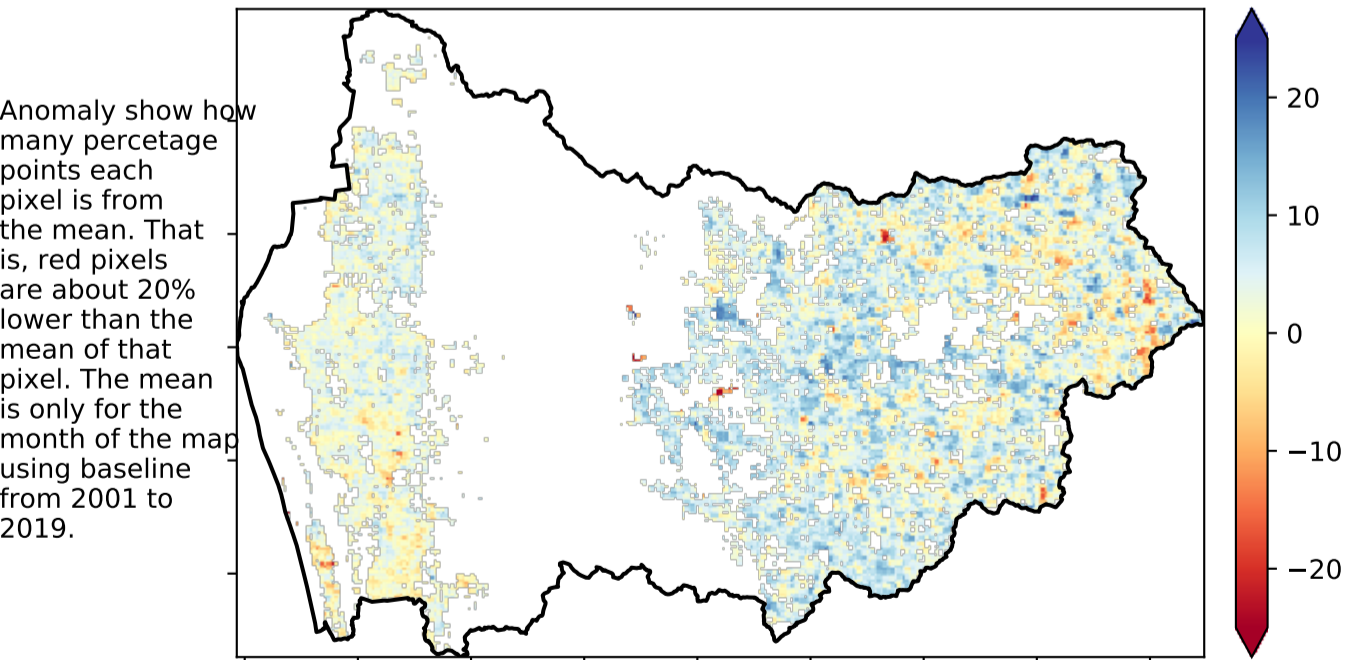 Anomaly show how
many percetage
points each
pixel is from
the mean. That
is, red pixels
are about 20%
lower than the
mean of that
pixel. The mean
is only for the
month of the map
using baseline
from 2001 to
2019.
20
10
0
−10
−20